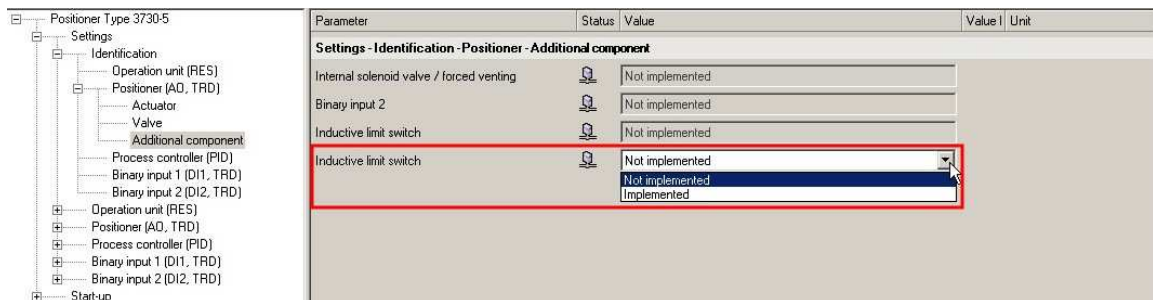 Positioner Type 3730-5
Settings
Identification
Operation unit (RES)
Positioner (AO, TRD)
Actuator
Valve
Additional component
Process controller (PID)
Binary input 1 (DI1, TRD)
Binary input 2 (DI2, TRD)
Operation unit (RES)
Positioner (AO, TRD)
Process controller (PID)
Binary input 1 (DI1, TRD)
Binary input 2 (DI2, TRD)
Start-up
Parameter Status Value Value I Unit
Settings - Identification - Positioner - Additional component
Internal solenoid valve / forced venting Not implemented
Binary input 2 Not implemented
Inductive limit switch Not implemented
Inductive limit switch Not implemented
Not implemented
Implemented